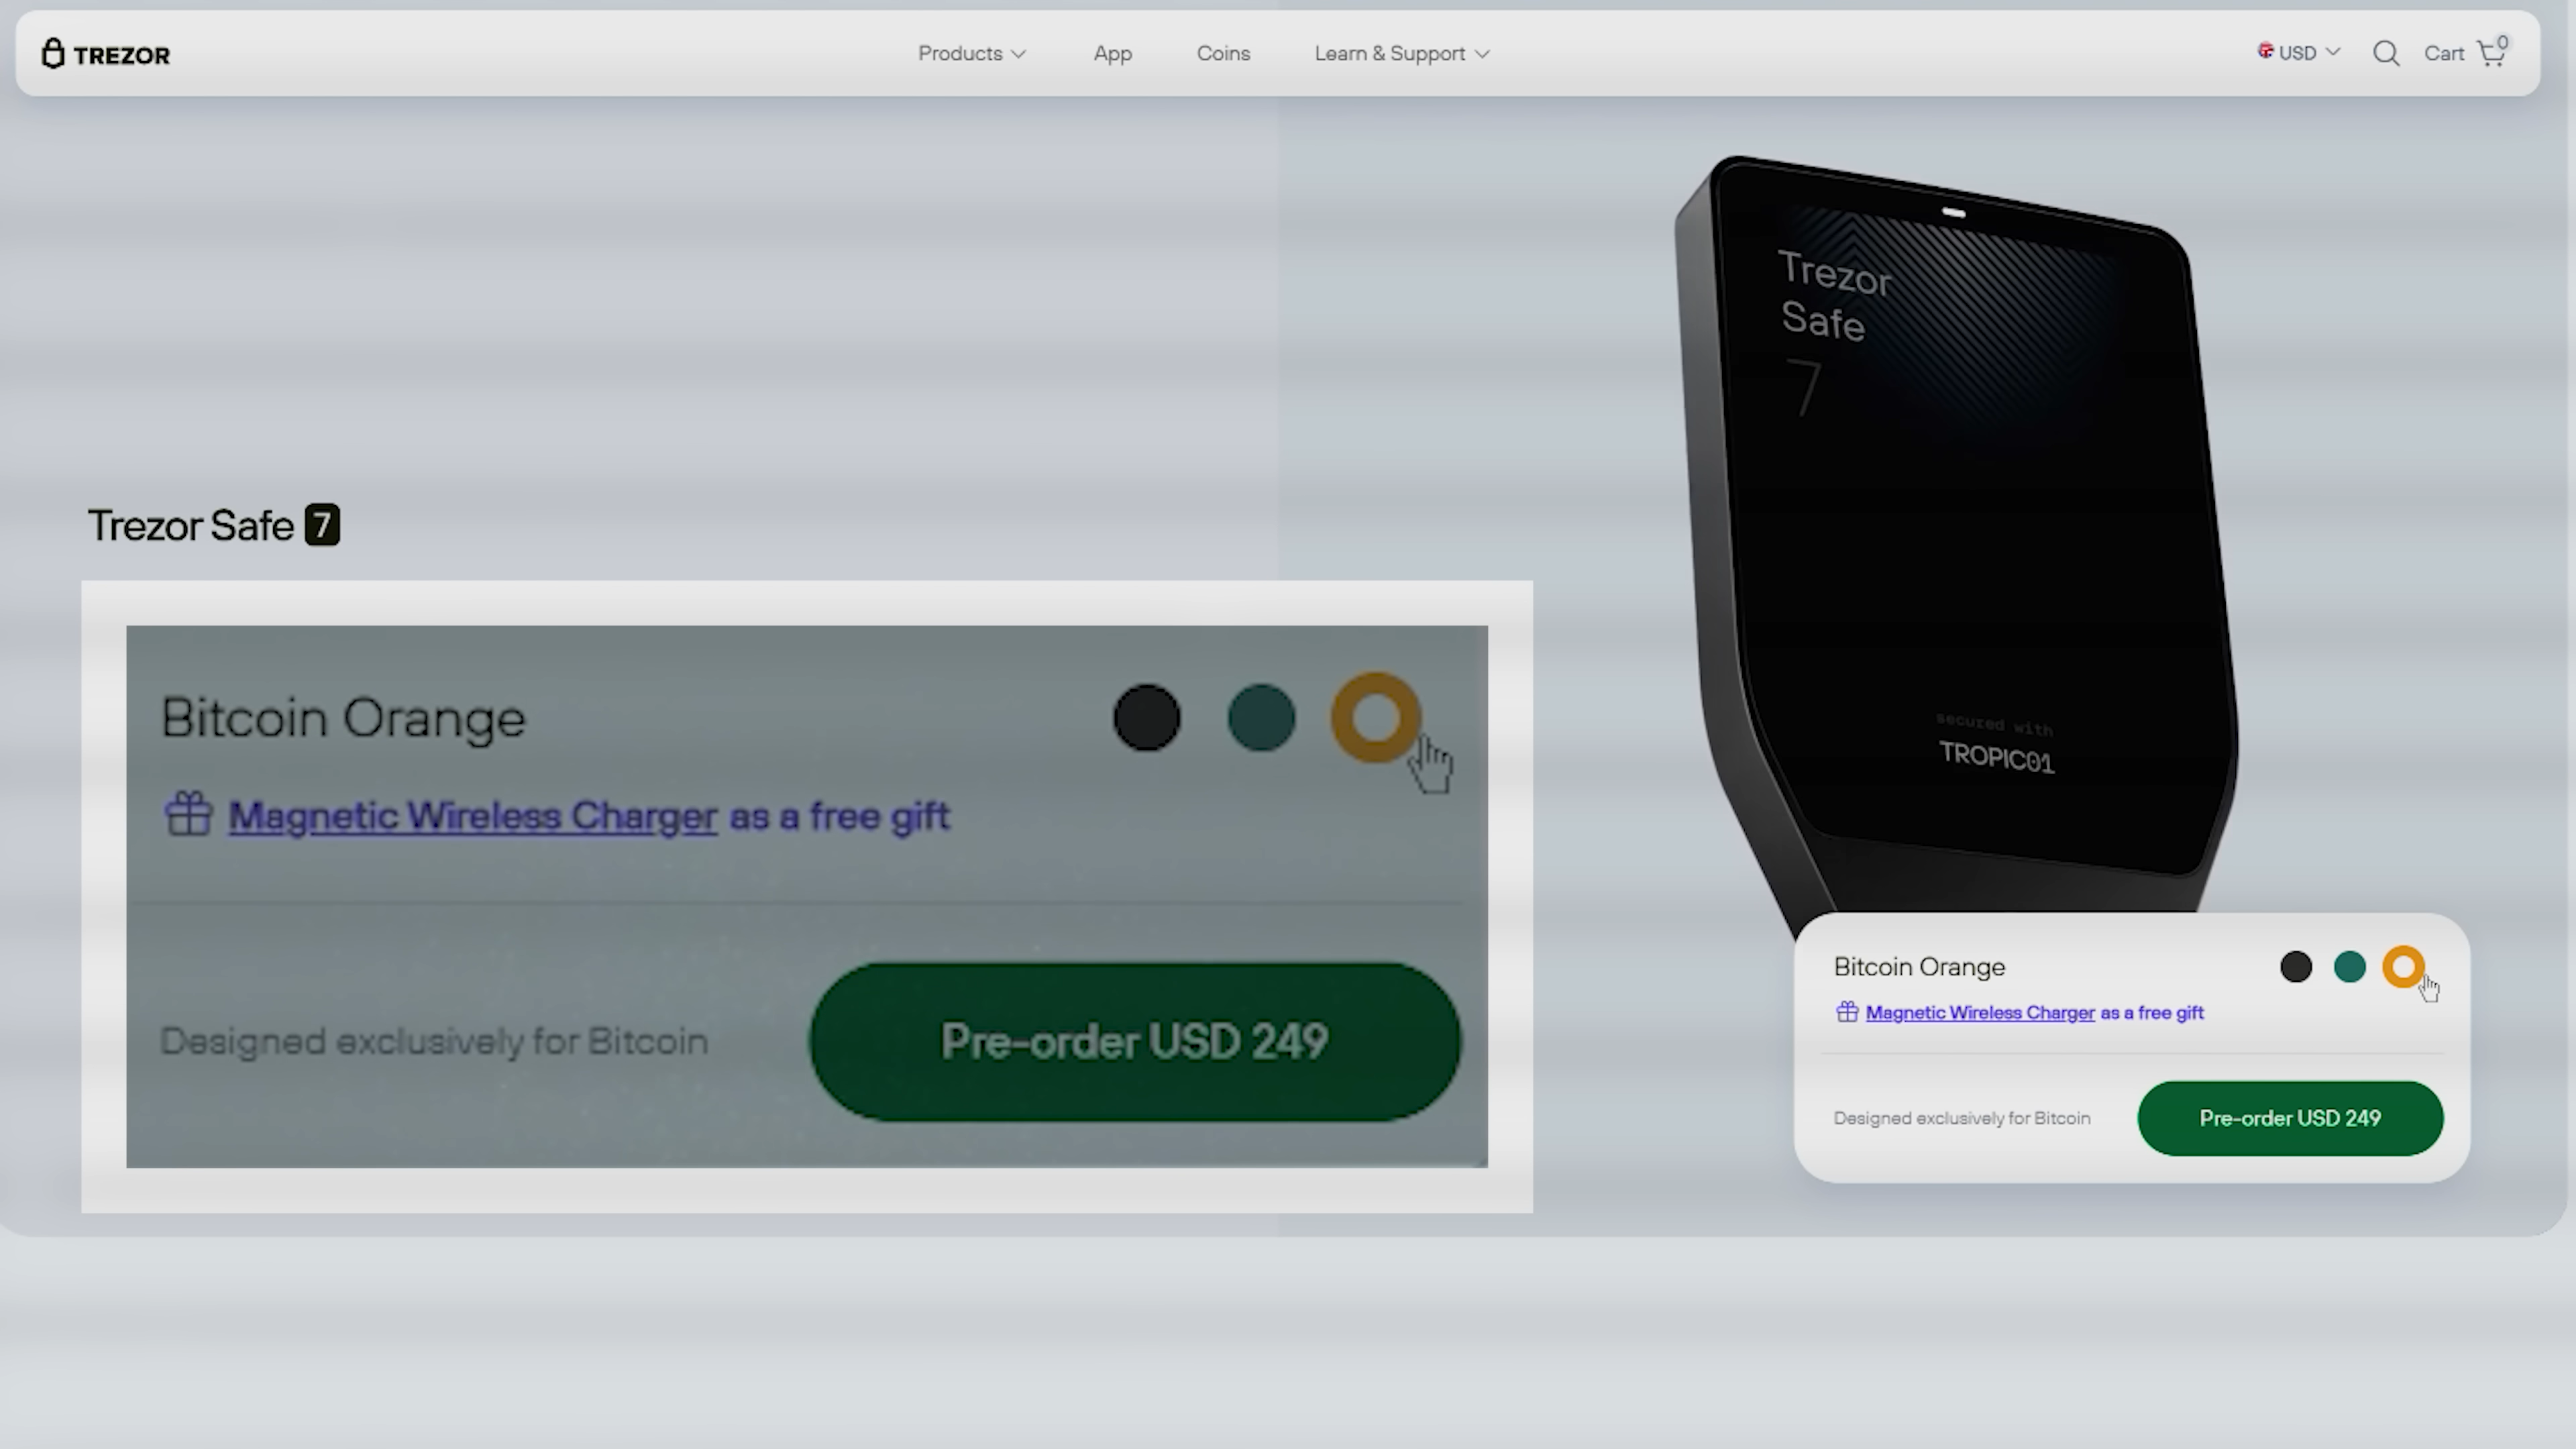 TREZOR
Products
App
Coins
Learn & Support
USD
Cart
0
Trezor
Safe
7
secured with
TROPIC01
Trezor Safe 7
Bitcoin Orange
Magnetic Wireless Charger as a free gift
Designed exclusively for Bitcoin
Pre-order USD 249
Bitcoin Orange
Magnetic Wireless Charger as a free gift
Designed exclusively for Bitcoin
Pre-order USD 249